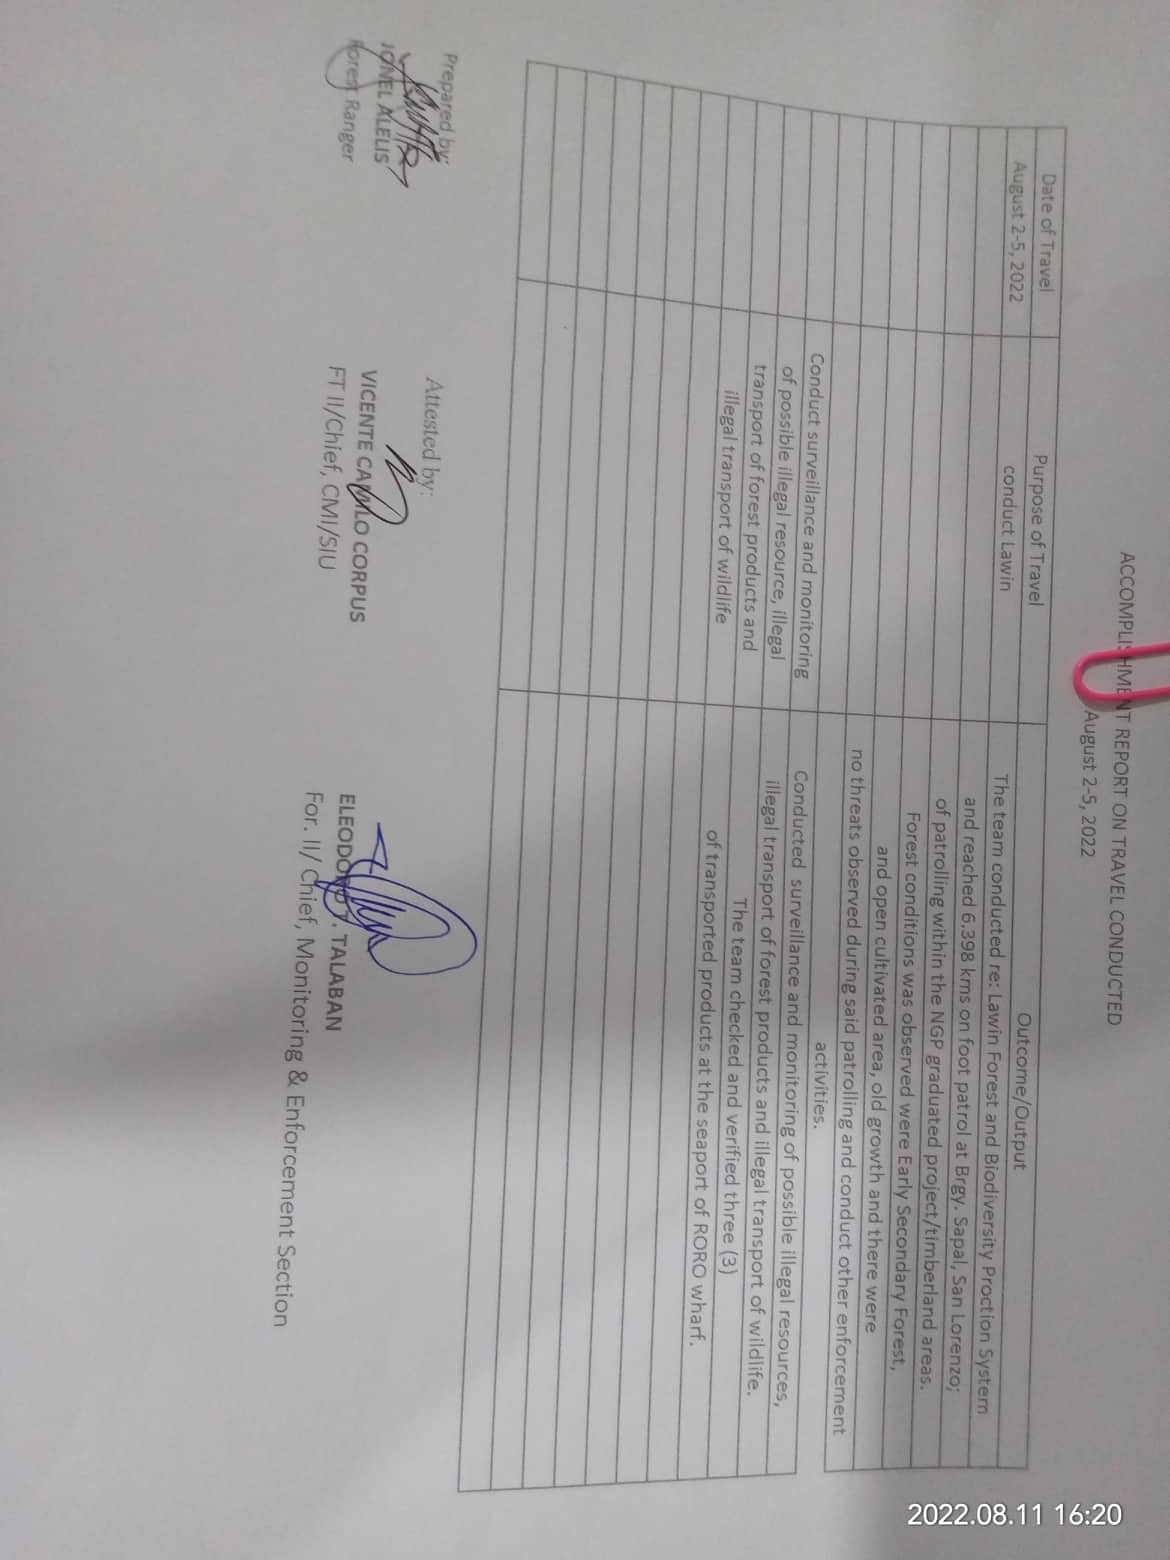 ACCOMPLISHMENT REPORT ON TRAVEL CONDUCTED
August 2-5, 2022
Date of Travel Purpose of Travel Outcome/Output
August 2-5, 2022 conduct Lawin The team conducted re: Lawin Forest and Biodiversity Proction System
and reached 6.398 kms on foot patrol at Brgy. Sapal, San Lorenzo;
of patrolling within the NGP graduated project/timberland areas.
Forest conditions was observed were Early Secondary Forest,
and open cultivated area, old growth and there were
no threats observed during said patrolling and conduct other enforcement
activities.
Conduct surveillance and monitoring Conducted surveillance and monitoring of possible illegal resources,
of possible illegal resource, illegal illegal transport of forest products and illegal transport of wildlife.
transport of forest products and The team checked and verified three (3)
illegal transport of wildlife of transported products at the seaport of RORO wharf.
Prepared by:
JONEL ALELIS
Forest Ranger
Attested by:
VICENTE CAMILO CORPUS
FT II/Chief, CMI/SIU
ELEODORO T. TALABAN
For. II/ Chief, Monitoring & Enforcement Section
2022.08.11 16:20